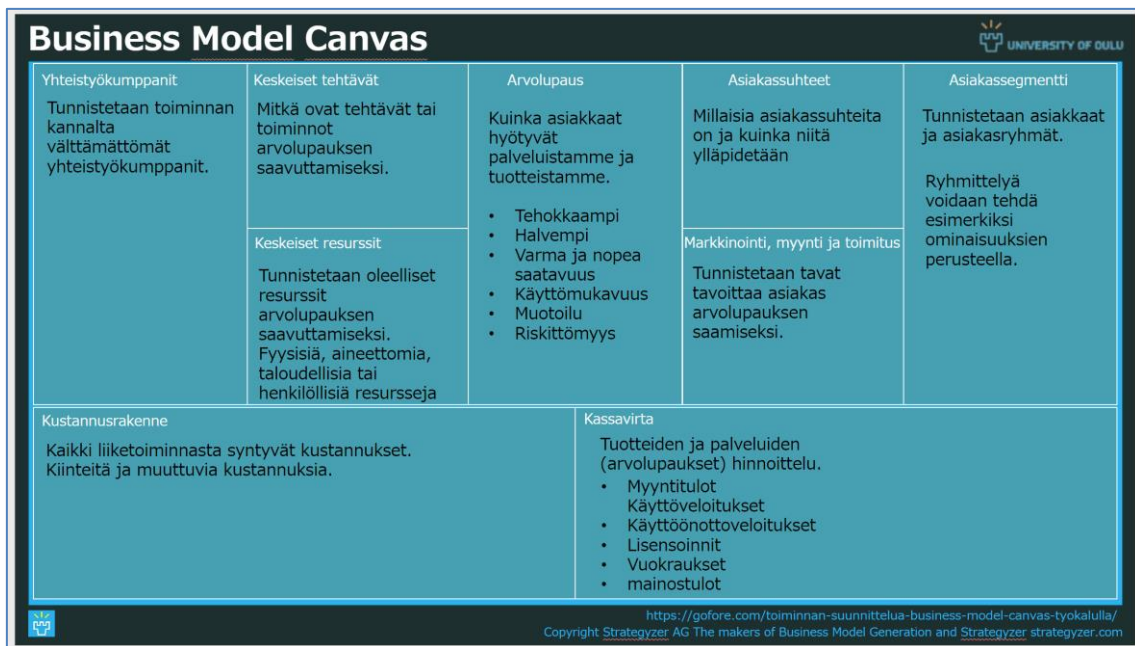 Business Model Canvas
UNIVERSITY OF OULU
Yhteistyökumppanit
Tunnistetaan toiminnan
kannalta
välttämättömät
yhteistyökumppanit.
Keskeiset tehtävät
Mitkä ovat tehtävät tai
toiminnot
arvolupauksen
saavuttamiseksi.
Keskeiset resurssit
Tunnistetaan oleelliset
resurssit
arvolupauksen
saavuttamiseksi.
Fyysisiä, aineettomia,
taloudellisia tai
henkilöllisiä resursseja
Arvolupaus
Kuinka asiakkaat
hyötyvät
palveluistamme ja
tuotteistamme.
• Tehokkaampi
• Halvempi
• Varma ja nopea
saatavuus
• Käyttömukavuus
• Muotoilu
• Riskittömyys
Asiakassuhteet
Millaisia asiakassuhteita
on ja kuinka niitä
ylläpidetään
Markkinointi, myynti ja toimitus
Tunnistetaan tavat
tavoittaa asiakas
arvolupauksen
saamiseksi.
Asiakassegmentti
Tunnistetaan asiakkaat
ja asiakasryhmät.
Ryhmittelyä
voidaan tehdä
esimerkiksi
ominaisuuksien
perusteella.
Kustannusrakenne
Kaikki liiketoiminnasta syntyvät kustannukset.
Kiinteitä ja muuttuvia kustannuksia.
Kassavirta
Tuotteiden ja palveluiden
(arvolupaukset) hinnoittelu.
• Myyntitulot
Käyttöveloitukset
• Käyttöönottoveloitukset
• Lisensoinnit
• Vuokraukset
• mainostulot
https://gofore.com/toiminnan-suunnittelua-business-model-canvas-tyokalulla/
Copyright Strategyzer AG The makers of Business Model Generation and Strategyzer strategyzer.com